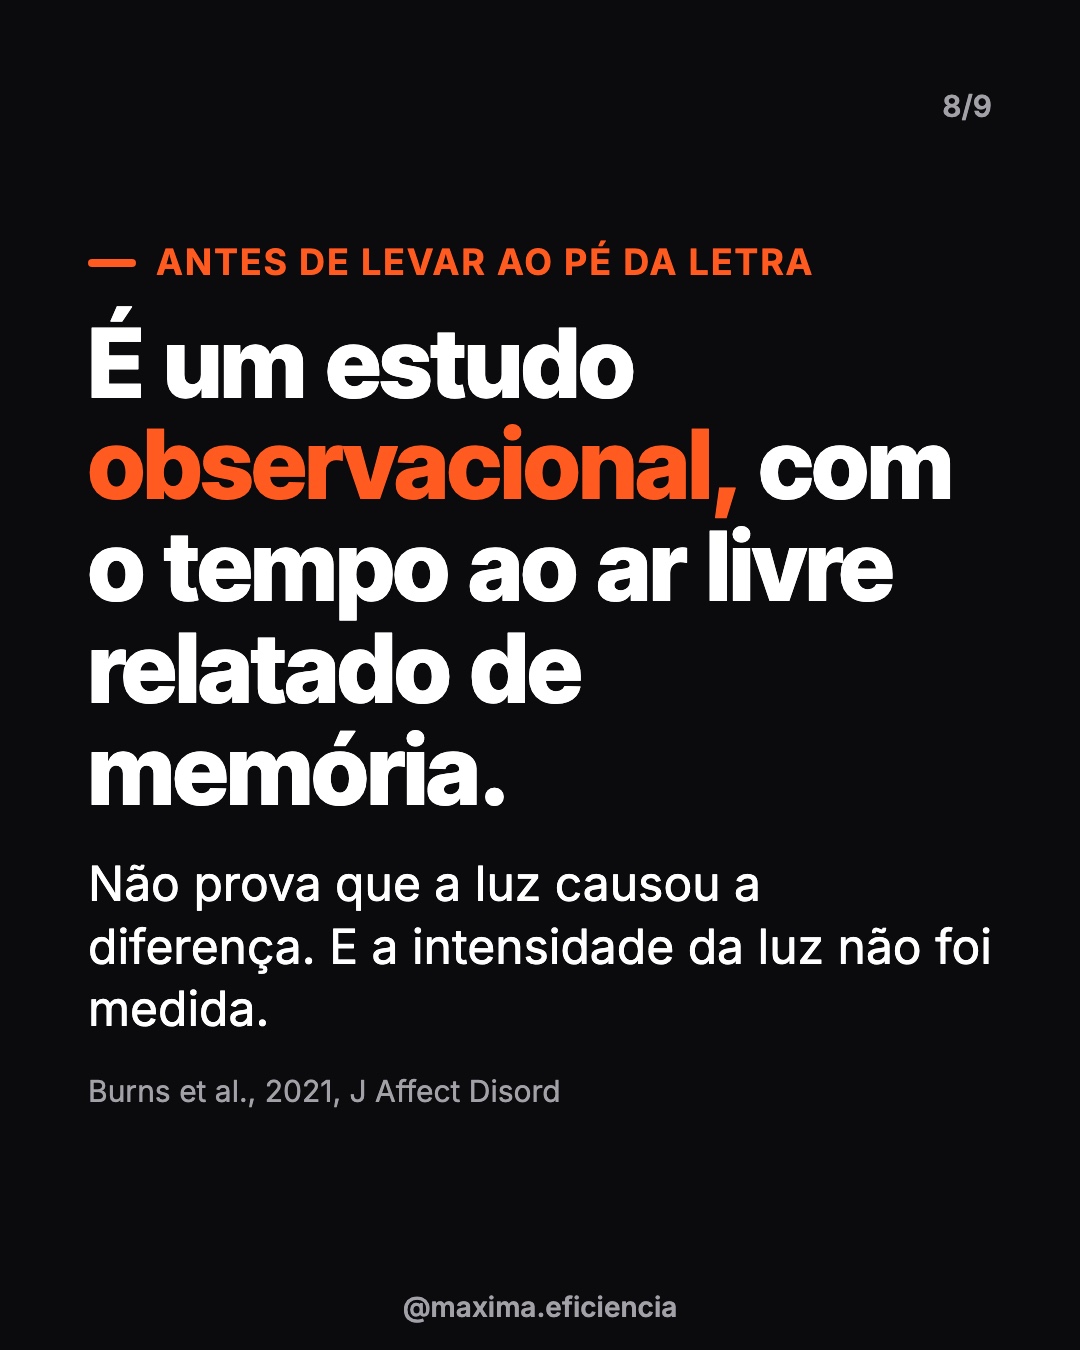 8/9
ANTES DE LEVAR AO PÉ DA LETRA
É um estudo
observacional, com
o tempo ao ar livre
relatado de
memória.
Não prova que a luz causou a
diferença. E a intensidade da luz não foi
medida.
Burns et al., 2021, J Affect Disord
@maxima.eficiencia